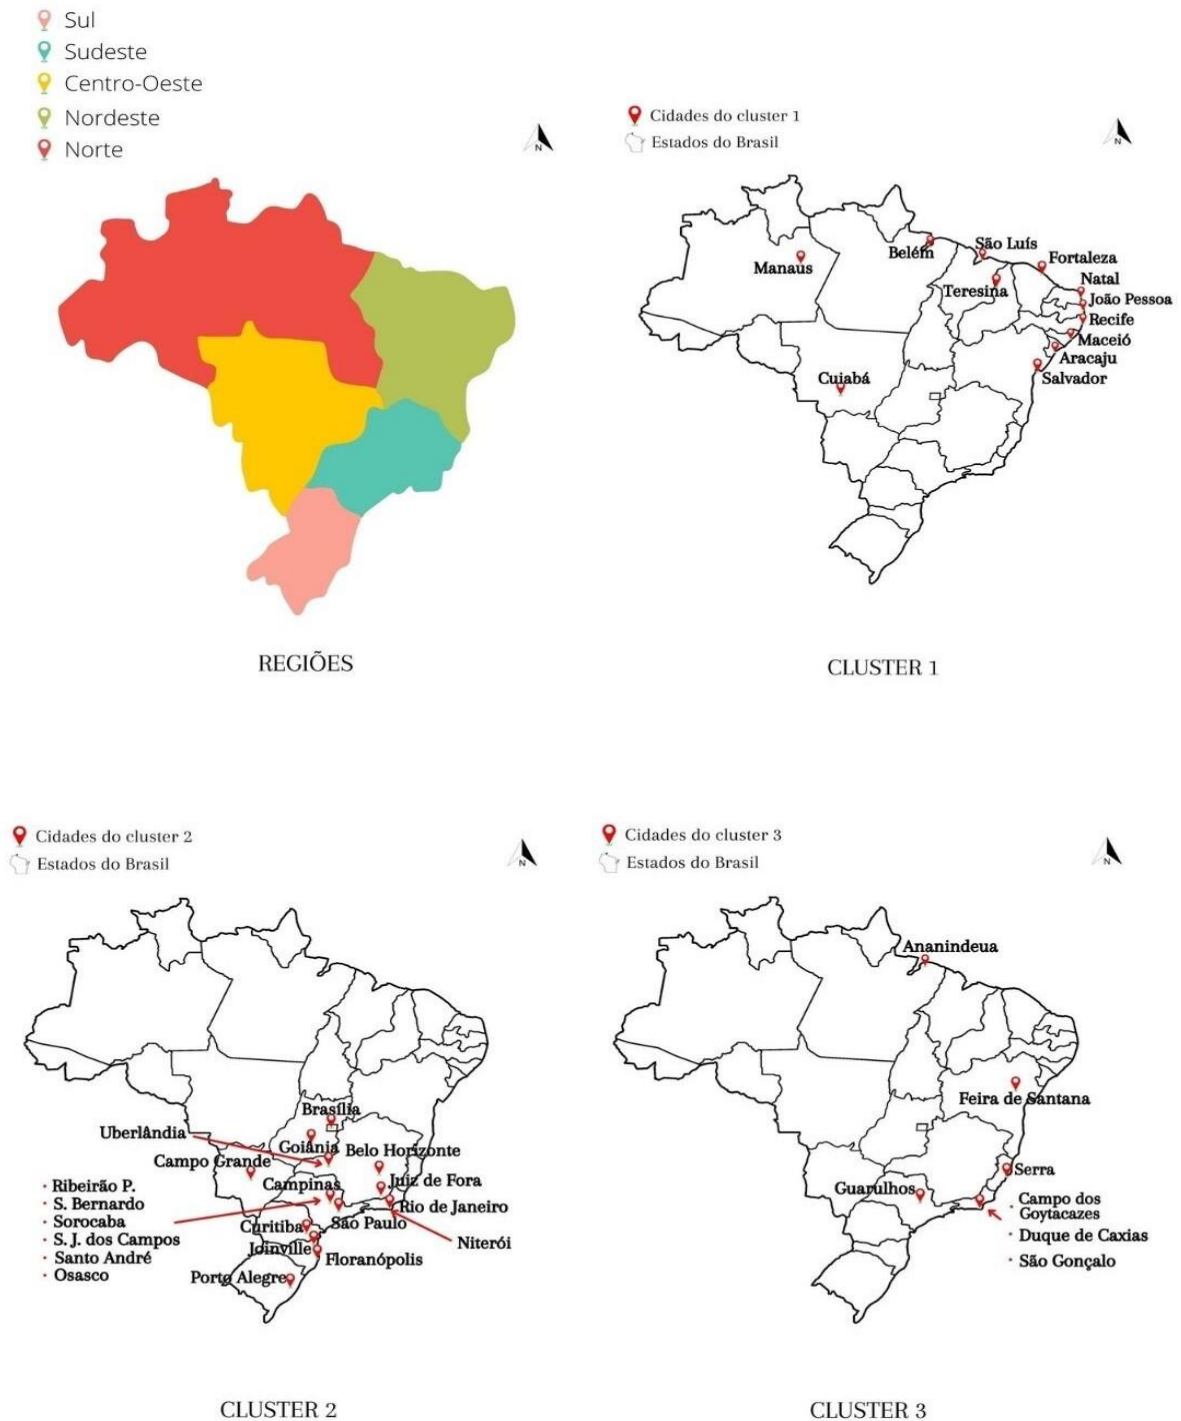 Sul
Sudeste
Centro-Oeste
Nordeste
Norte
N
REGIÕES
Cidades do cluster 1
Estados do Brasil
N
Manaus
Belém
São Luís
Fortaleza
Teresina
Natal
João Pessoa
Recife
Maceió
Aracaju
Salvador
Cuiabá
CLUSTER 1
Cidades do cluster 2
Estados do Brasil
N
Brasília
Uberlândia
Goiânia
Belo Horizonte
Campo Grande
Campinas
Juiz de Fora
Rio de Janeiro
São Paulo
Niterói
Curitiba
Joinville
Floranópolis
Porto Alegre
· Ribeirão P.
· S. Bernardo
· Sorocaba
· S. J. dos Campos
· Santo André
· Osasco
CLUSTER 2
Cidades do cluster 3
Estados do Brasil
N
Ananindeua
Feira de Santana
Serra
Guarulhos
· Campo dos
Goytacazes
· Duque de Caxias
· São Gonçalo
CLUSTER 3